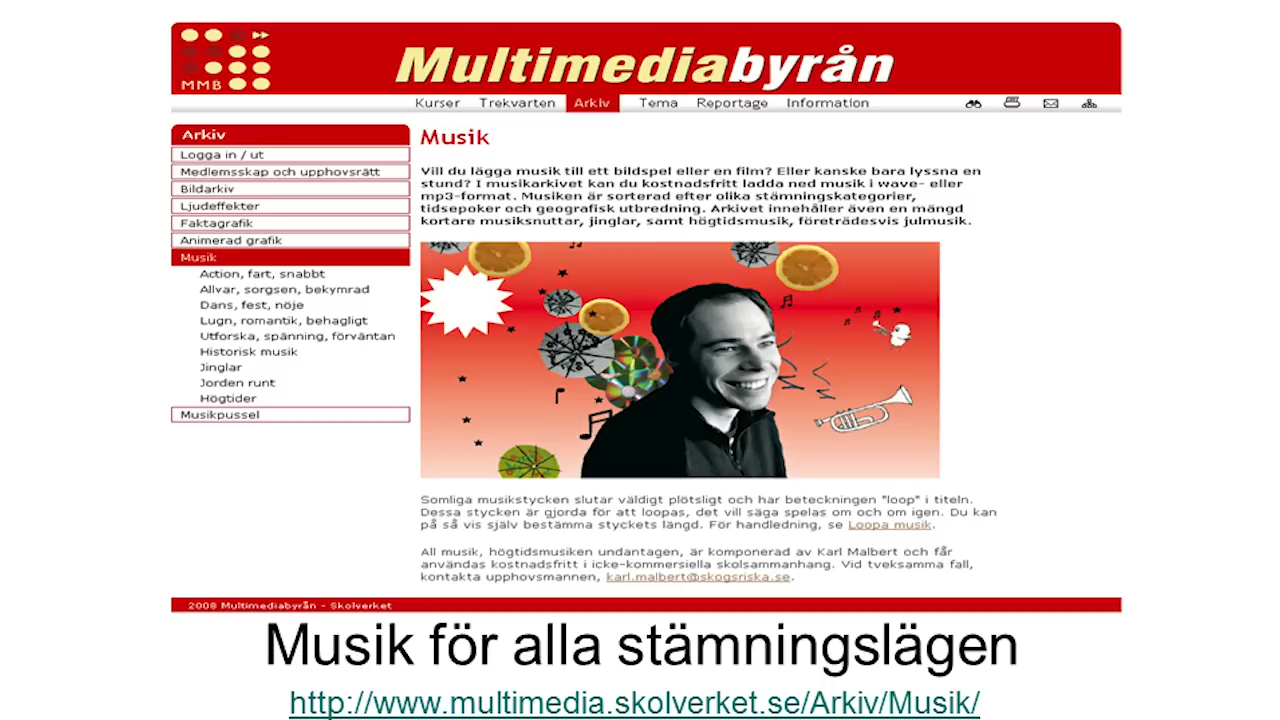 MMB
Multimediabyrån
Kurser Trekvarten Arkiv Tema Reportage Information
Arkiv
Logga in / ut
Medlemsskap och upphovsrätt
Bildarkiv
Ljudeffekter
Faktagrafik
Animerad grafik
Musik
Action, fart, snabbt
Allvar, sorgsen, bekymrad
Dans, fest, nöje
Lugn, romantik, behagligt
Utforska, spänning, förväntan
Historisk musik
Jinglar
Jorden runt
Högtider
Musikpussel
Musik
Vill du lägga musik till ett bildspel eller en film? Eller kanske bara lyssna en
stund? I musikarkivet kan du kostnadsfritt ladda ned musik i wave- eller
mp3-format. Musiken är sorterad efter olika stämningskategorier,
tidsepoker och geografisk utbredning. Arkivet innehåller även en mängd
kortare musiksnuttar, jinglar, samt högtidsmusik, företrädesvis julmusik.
Somliga musikstycken slutar väldigt plötsligt och har beteckningen "loop" i titeln.
Dessa stycken är gjorda för att loopas, det vill säga spelas om och om igen. Du kan
på så vis själv bestämma styckets längd. För handledning, se Loopa musik.
All musik, högtidsmusiken undantagen, är komponerad av Karl Malbert och får
användas kostnadsfritt i icke-kommersiella skolsammanhang. Vid tveksamma fall,
kontakta upphovsmannen, karl.malbert@skogsriska.se.
2008 Multimediabyrån - Skolverket
Musik för alla stämningslägen
http://www.multimedia.skolverket.se/Arkiv/Musik/